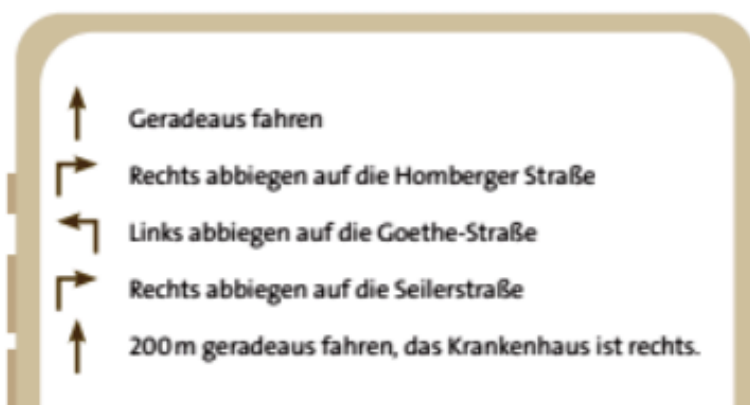 Geradeaus fahren
Rechts abbiegen auf die Homberger Straße
Links abbiegen auf die Goethe-Straße
Rechts abbiegen auf die Seilerstraße
200 m geradeaus fahren, das Krankenhaus ist rechts.